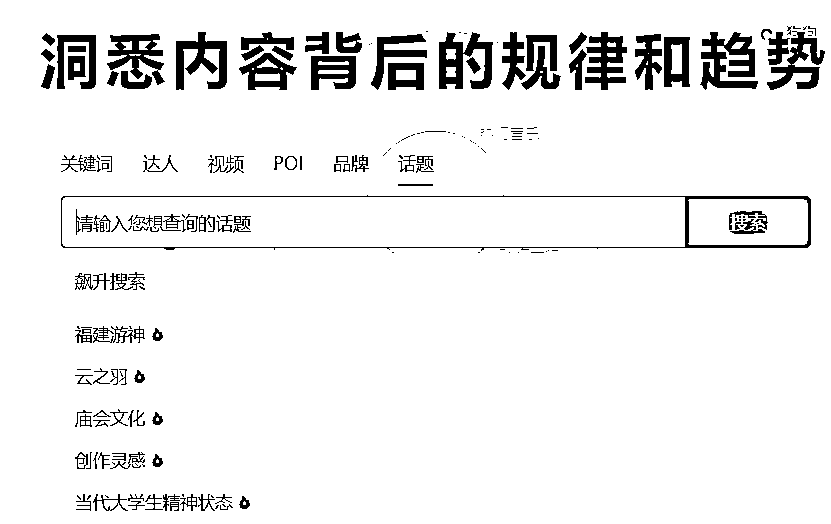 洞悉内容背后的规律和趋势
关键词 达人 视频 POI 品牌 话题
请输入您想查询的话题 搜索
飙升搜索
福建游神
云之羽
庙会文化
创作灵感
当代大学生精神状态